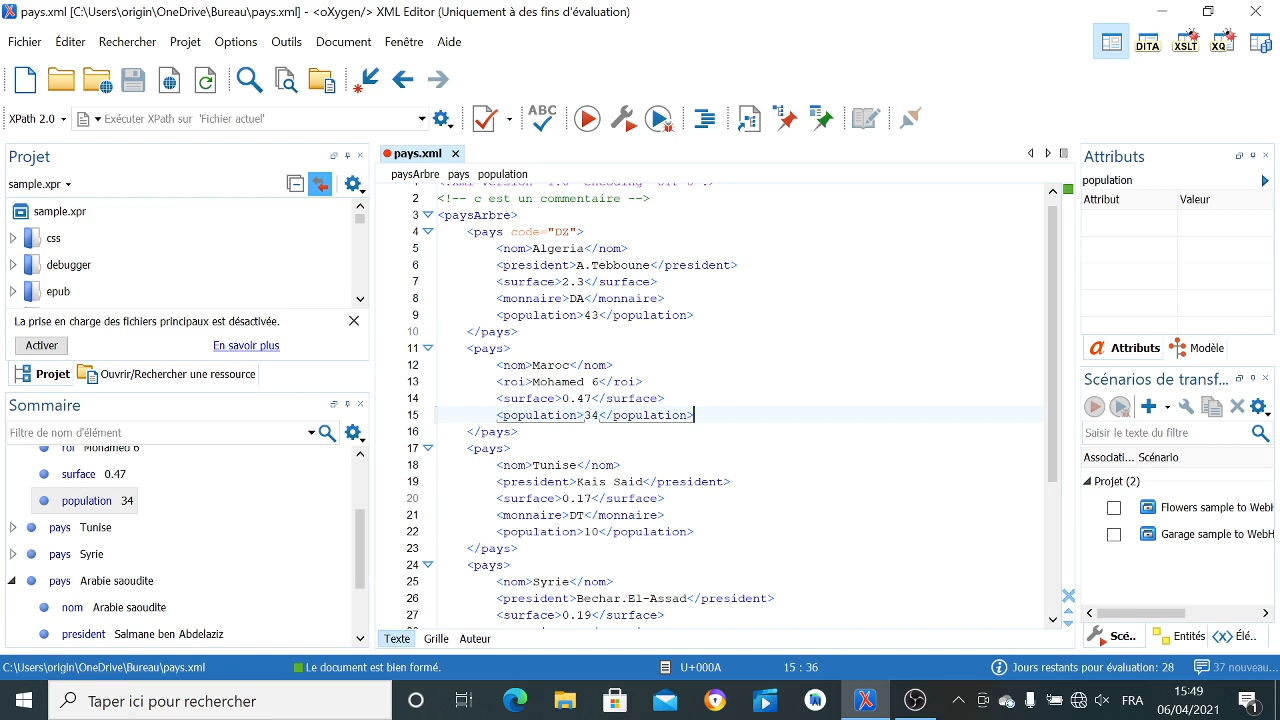 pays.xml [C:\Users\origin\OneDrive\Bureau\pays.xml] - <oXygen/> XML Editor (Uniquement à des fins d'évaluation)
Fichier Éditer Rechercher Projet Options Outils Document Fenêtre Aide
DITA XSLT XQ
XPath 2.0 Exécuter XPath sur 'Fichier actuel' ABC
Projet
sample.xpr
sample.xpr
css
debugger
epub
La prise en charge des fichiers principaux est désactivée.
Activer En savoir plus
Projet Ouvrir/Rechercher une ressource
Sommaire
Filtre de nom d'élément
roi Mohamed 6
surface 0.47
population 34
pays Tunise
pays Syrie
pays Arabie saoudite
nom Arabie saoudite
president Salmane ben Abdelaziz
pays.xml
paysArbre pays population
2 <!-- c est un commentaire -->
3 <paysArbre>
4 <pays code="DZ">
5 <nom>Algeria</nom>
6 <president>A.Tebboune</president>
7 <surface>2.3</surface>
8 <monnaire>DA</monnaire>
9 <population>43</population>
10 </pays>
11 <pays>
12 <nom>Maroc</nom>
13 <roi>Mohamed 6</roi>
14 <surface>0.47</surface>
15 <population>34</population>
16 </pays>
17 <pays>
18 <nom>Tunise</nom>
19 <president>Kais Said</president>
20 <surface>0.17</surface>
21 <monnaire>DT</monnaire>
22 <population>10</population>
23 </pays>
24 <pays>
25 <nom>Syrie</nom>
26 <president>Bechar.El-Assad</president>
27 <surface>0.19</surface>
Texte Grille Auteur
Attributs
population
Attribut Valeur
Attributs Modèle
Scénarios de transf...
Saisir le texte du filtre
Associati... Scénario
Projet (2)
Flowers sample to WebH
Garage sample to WebH
Scé... Entités Élé..
C:\Users\origin\OneDrive\Bureau\pays.xml Le document est bien formé. U+000A 15 : 36 Jours restants pour évaluation: 28 37 nouveau...
Taper ici pour rechercher FRA 15:49
06/04/2021 1